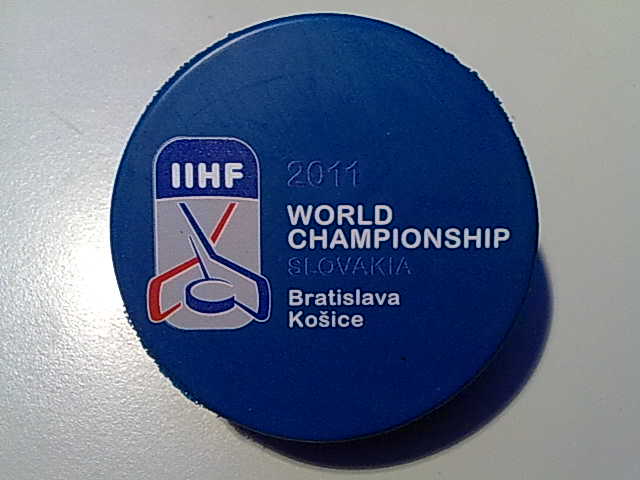 IIHF
2011
WORLD
CHAMPIONSHIP
SLOVAKIA
Bratislava
Košice